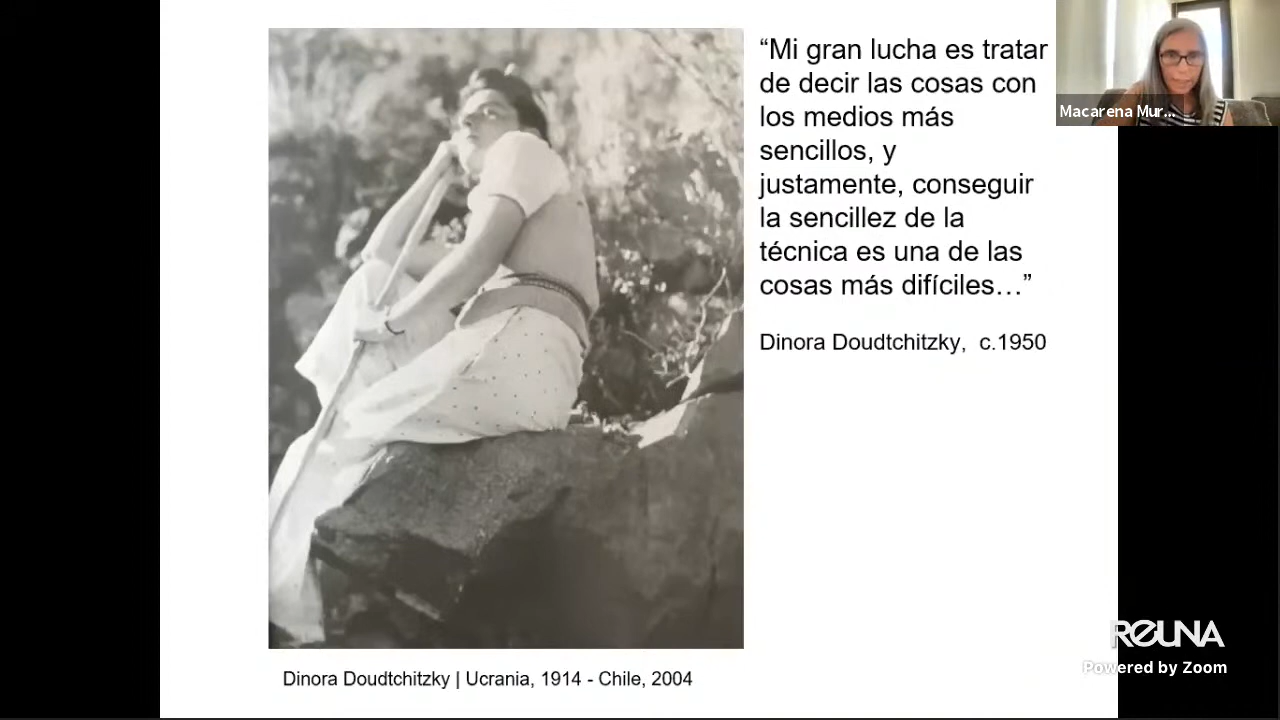 “Mi gran lucha es tratar
de decir las cosas con
los medios más
sencillos, y
justamente, conseguir
la sencillez de la
técnica es una de las
cosas más difíciles…”
Dinora Doudtchitzky, c.1950
Dinora Doudtchitzky | Ucrania, 1914 - Chile, 2004
Macarena Mur...
REUNA
Powered by Zoom